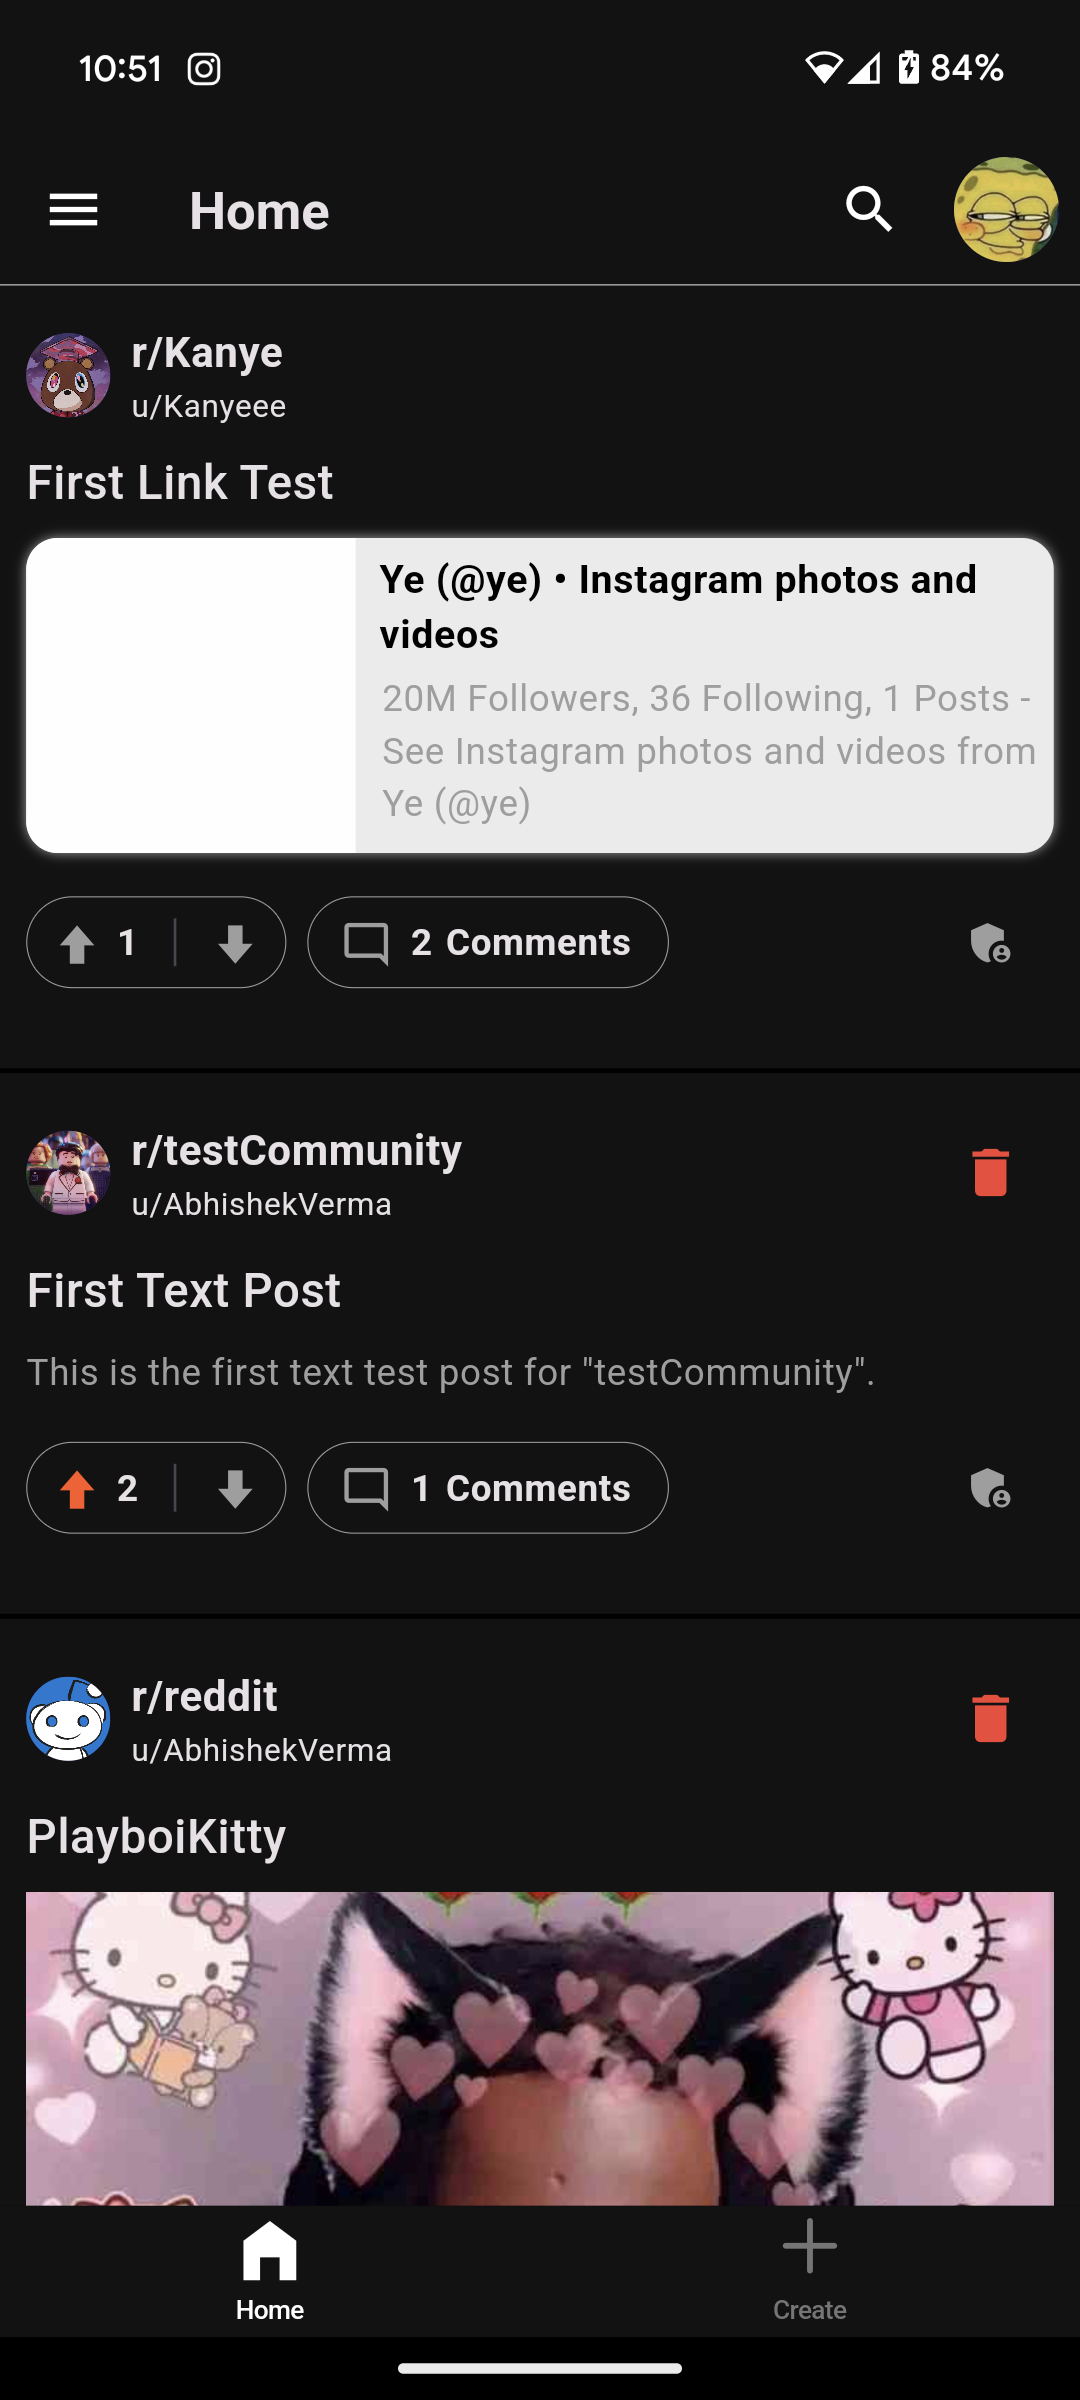 10:51
84%
Home
r/Kanye
u/Kanyeee
First Link Test
Ye (@ye) • Instagram photos and
videos
20M Followers, 36 Following, 1 Posts -
See Instagram photos and videos from
Ye (@ye)
1
2 Comments
r/testCommunity
u/AbhishekVerma
First Text Post
This is the first text test post for "testCommunity".
2
1 Comments
r/reddit
u/AbhishekVerma
PlayboiKitty
Home
Create